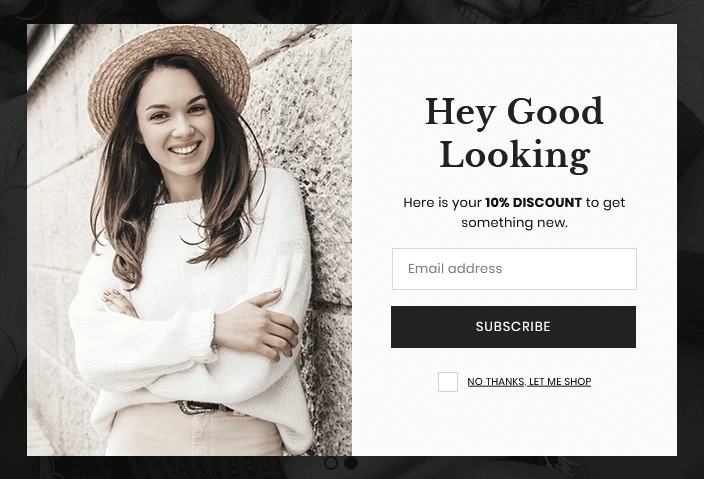 Hey Good
Looking
Here is your 10% DISCOUNT to get
something new.
Email address
SUBSCRIBE
NO THANKS, LET ME SHOP